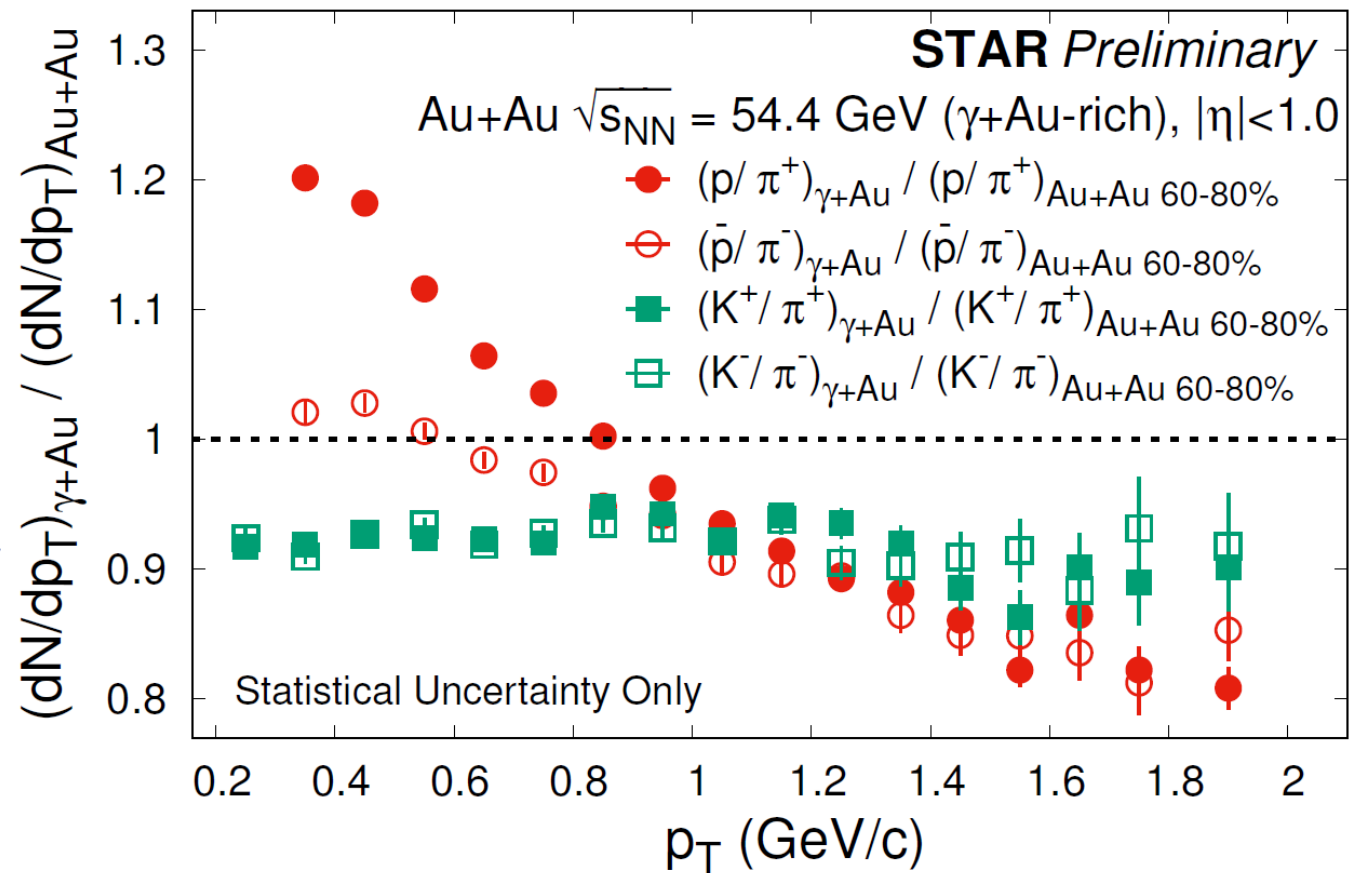 (dN/dpT)γ+Au / (dN/dpT)Au+Au
1.3
1.2
1.1
1
0.9
0.8
STAR Preliminary
Au+Au √sNN = 54.4 GeV (γ+Au-rich), |η|<1.0
(p/ π+)γ+Au / (p/ π+)Au+Au 60-80%
(p̄/ π-)γ+Au / (p̄/ π-)Au+Au 60-80%
(K+/ π+)γ+Au / (K+/ π+)Au+Au 60-80%
(K-/ π-)γ+Au / (K-/ π-)Au+Au 60-80%
Statistical Uncertainty Only
0.2 0.4 0.6 0.8 1 1.2 1.4 1.6 1.8 2
pT (GeV/c)